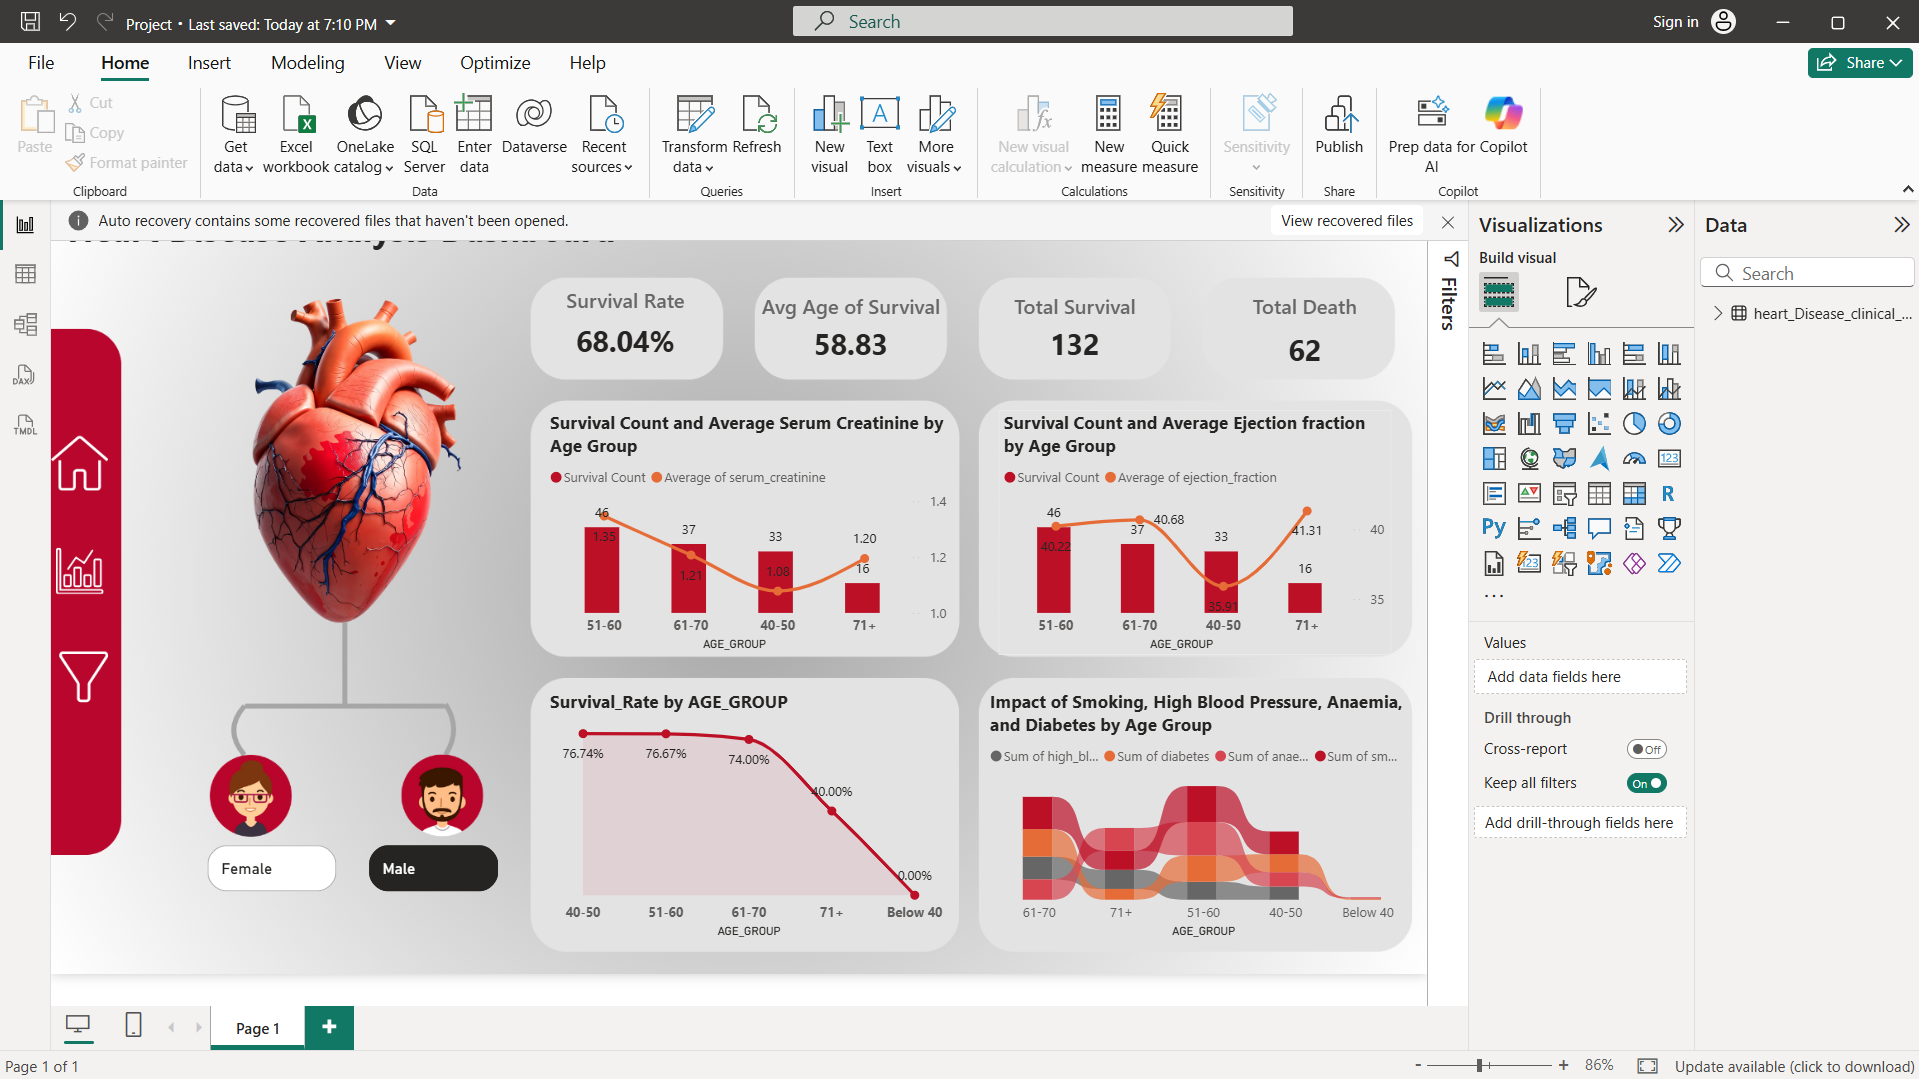 Project • Last saved: Today at 7:10 PM
Search
Sign in
File Home Insert Modeling View Optimize Help
Share
Paste
Cut
Copy
Format painter
Clipboard
Get data
Excel workbook
OneLake catalog
SQL Server
Enter data
Dataverse
Recent sources
Data
Transform data
Refresh
Queries
New visual
Text box
More visuals
Insert
New visual calculation
New measure
Quick measure
Calculations
Sensitivity
Sensitivity
Publish
Share
Prep data for AI
Copilot
Copilot
Auto recovery contains some recovered files that haven't been opened.
View recovered files
Heart Disease Analysis Dashboard
Survival Rate
68.04%
Avg Age of Survival
58.83
Total Survival
132
Total Death
62
Survival Count and Average Serum Creatinine by
Age Group
Survival Count Average of serum_creatinine
1.4
1.2
1.0
46
1.35
37
1.21
33
1.08
1.20
16
51-60 61-70 40-50 71+
AGE_GROUP
Survival Count and Average Ejection fraction
by Age Group
Survival Count Average of ejection_fraction
40
35
46
40.22
40.68
37
33
35.91
41.31
16
51-60 61-70 40-50 71+
AGE_GROUP
Survival_Rate by AGE_GROUP
76.74% 76.67% 74.00% 40.00% 0.00%
40-50 51-60 61-70 71+ Below 40
AGE_GROUP
Impact of Smoking, High Blood Pressure, Anaemia,
and Diabetes by Age Group
Sum of high_bl... Sum of diabetes Sum of anae... Sum of sm...
61-70 71+ 51-60 40-50 Below 40
AGE_GROUP
Female
Male
DAX
TMDL
Filters
Visualizations
Build visual
123
R
Py
123
...
Values
Add data fields here
Drill through
Cross-report
Off
Keep all filters
On
Add drill-through fields here
Data
Search
heart_Disease_clinical_...
Page 1
+
Page 1 of 1
- + 86%
Update available (click to download)